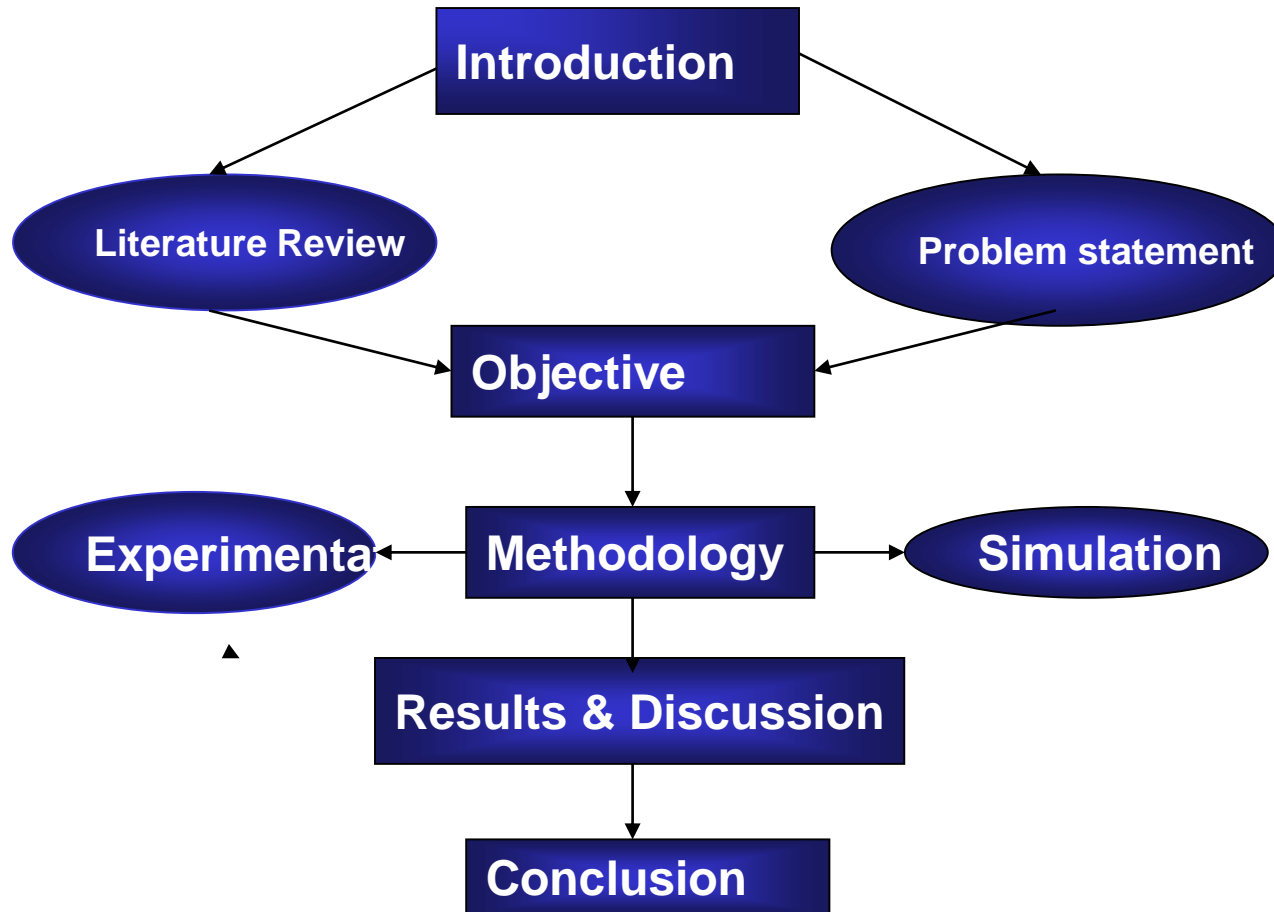 Introduction
Literature Review
Problem statement
Objective
Experimenta
Methodology
Simulation
Results & Discussion
Conclusion